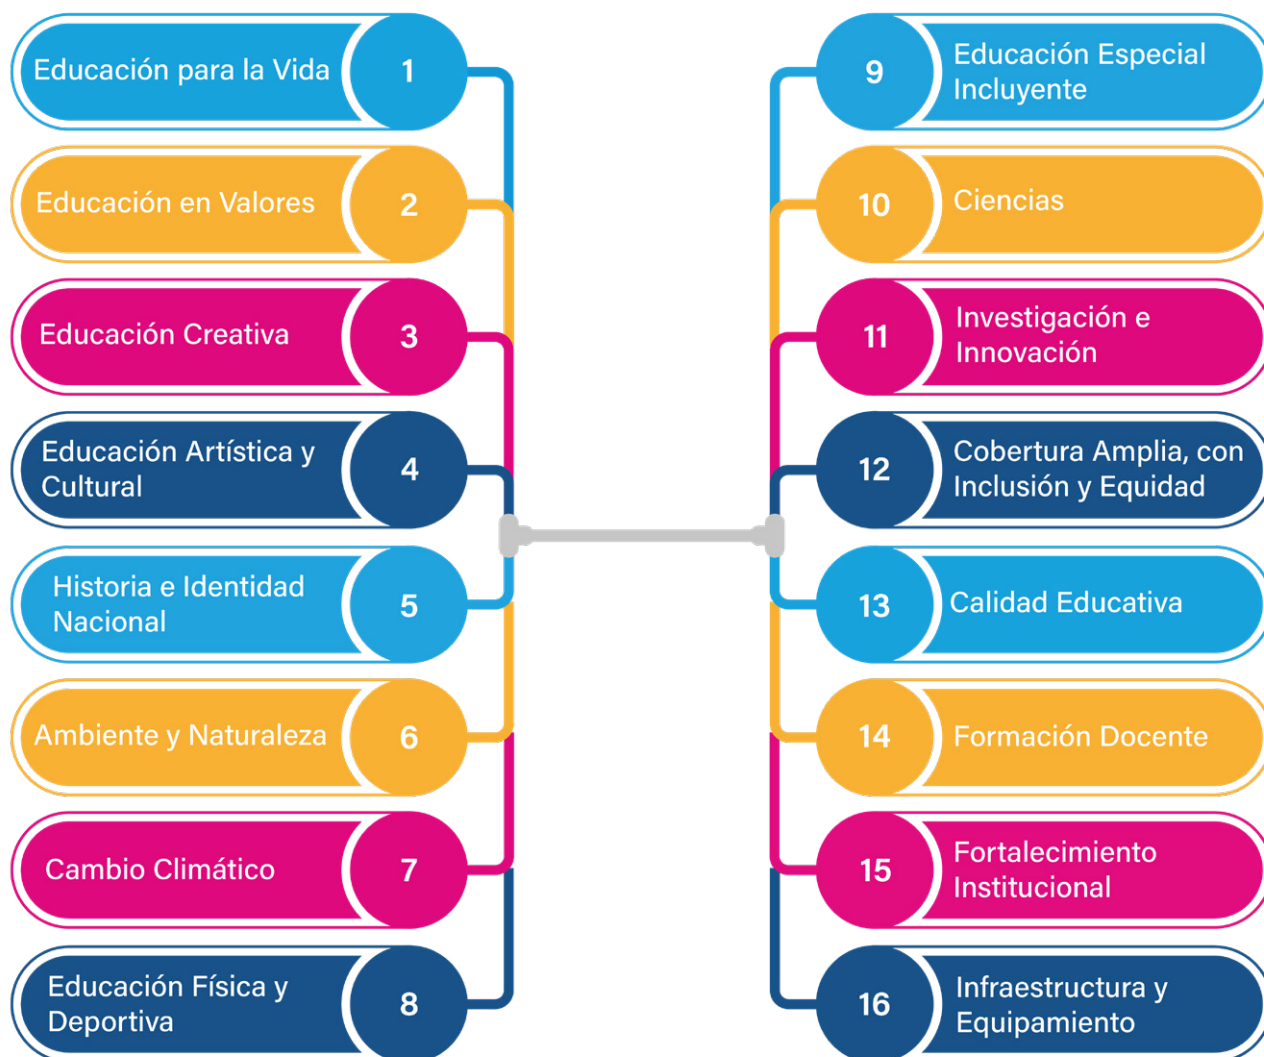 Educación para la Vida
1
Educación en Valores
2
Educación Creativa
3
Educación Artística y
Cultural
4
Historia e Identidad
Nacional
5
Ambiente y Naturaleza
6
Cambio Climático
7
Educación Física y
Deportiva
8
9
Educación Especial
Incluyente
10
Ciencias
11
Investigación e
Innovación
12
Cobertura Amplia, con
Inclusión y Equidad
13
Calidad Educativa
14
Formación Docente
15
Fortalecimiento
Institucional
16
Infraestructura y
Equipamiento